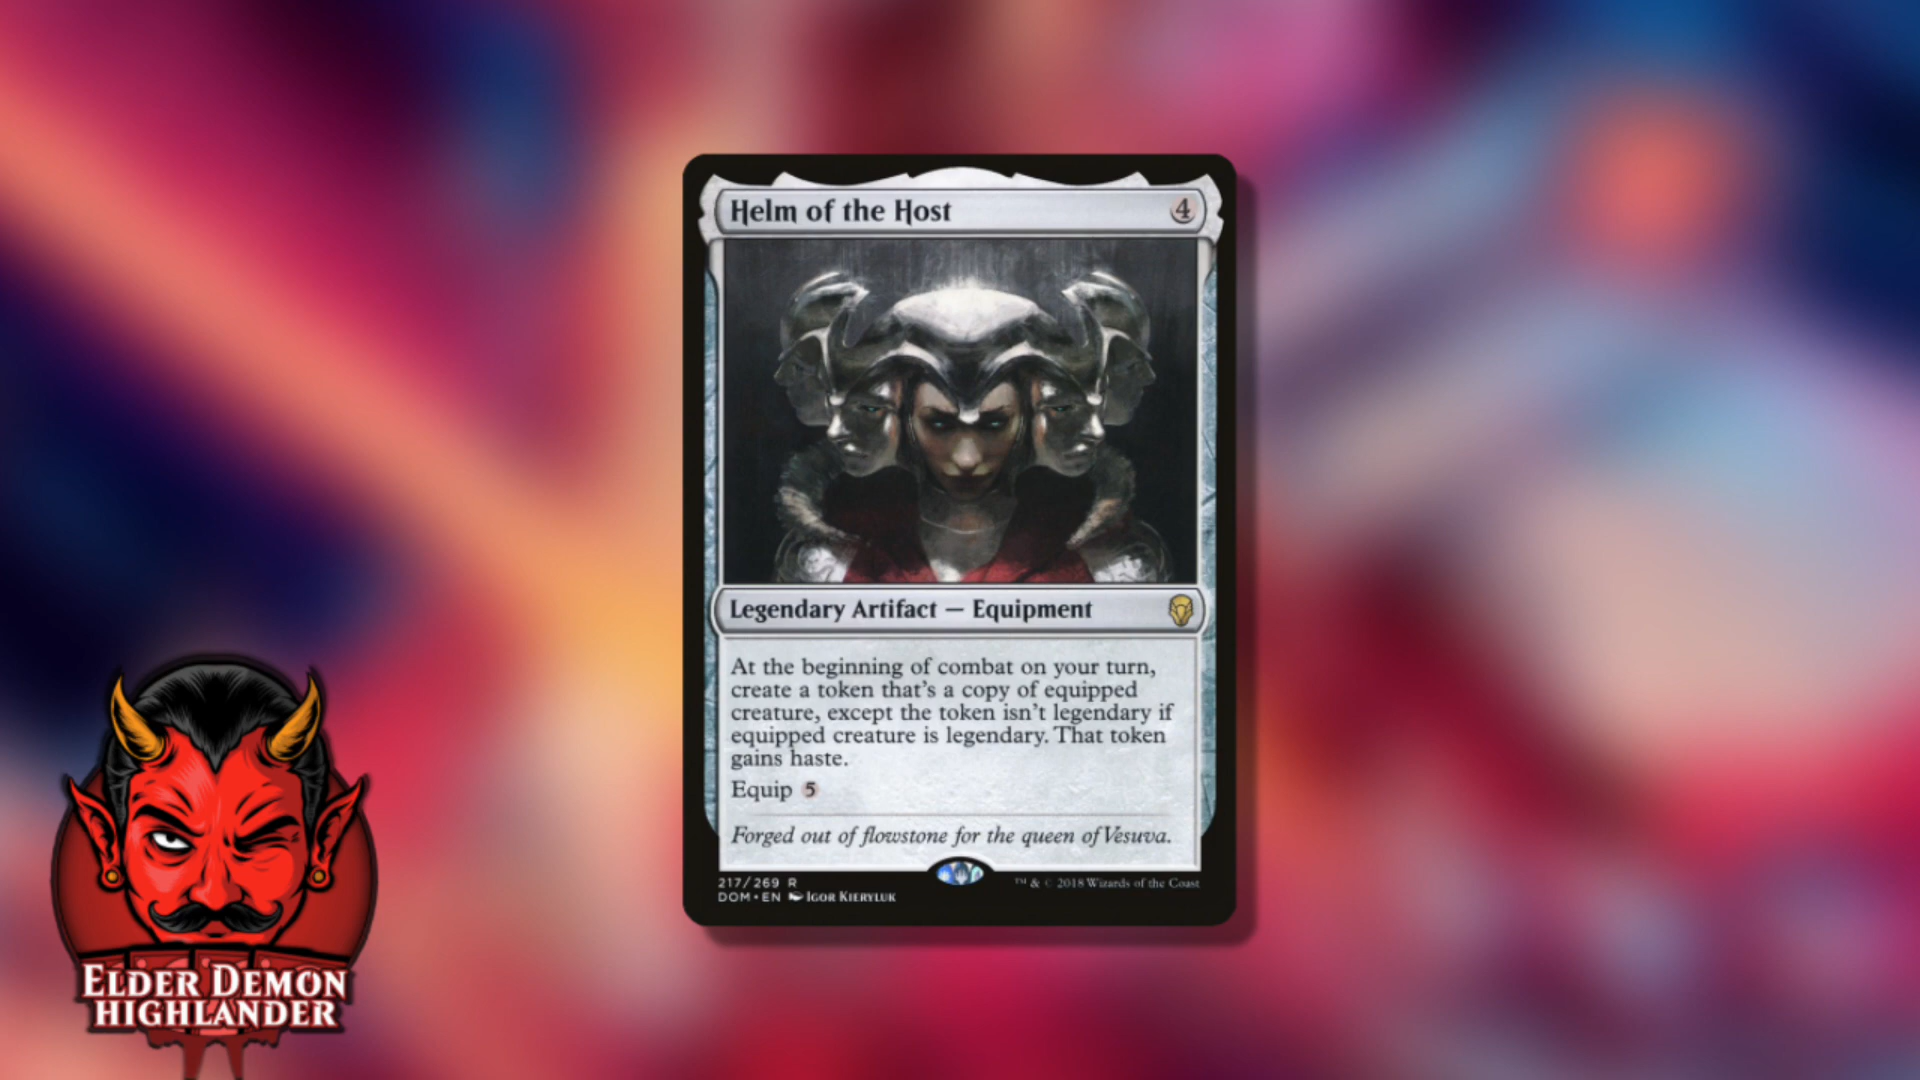 Helm of the Host 4
Legendary Artifact — Equipment
At the beginning of combat on your turn,
create a token that's a copy of equipped
creature, except the token isn't legendary if
equipped creature is legendary. That token
gains haste.
Equip 5
Forged out of flowstone for the queen of Vesuva.
217/269 R
DOM • EN Igor Kieryluk
™ & © 2018 Wizards of the Coast
Elder Demon
Highlander